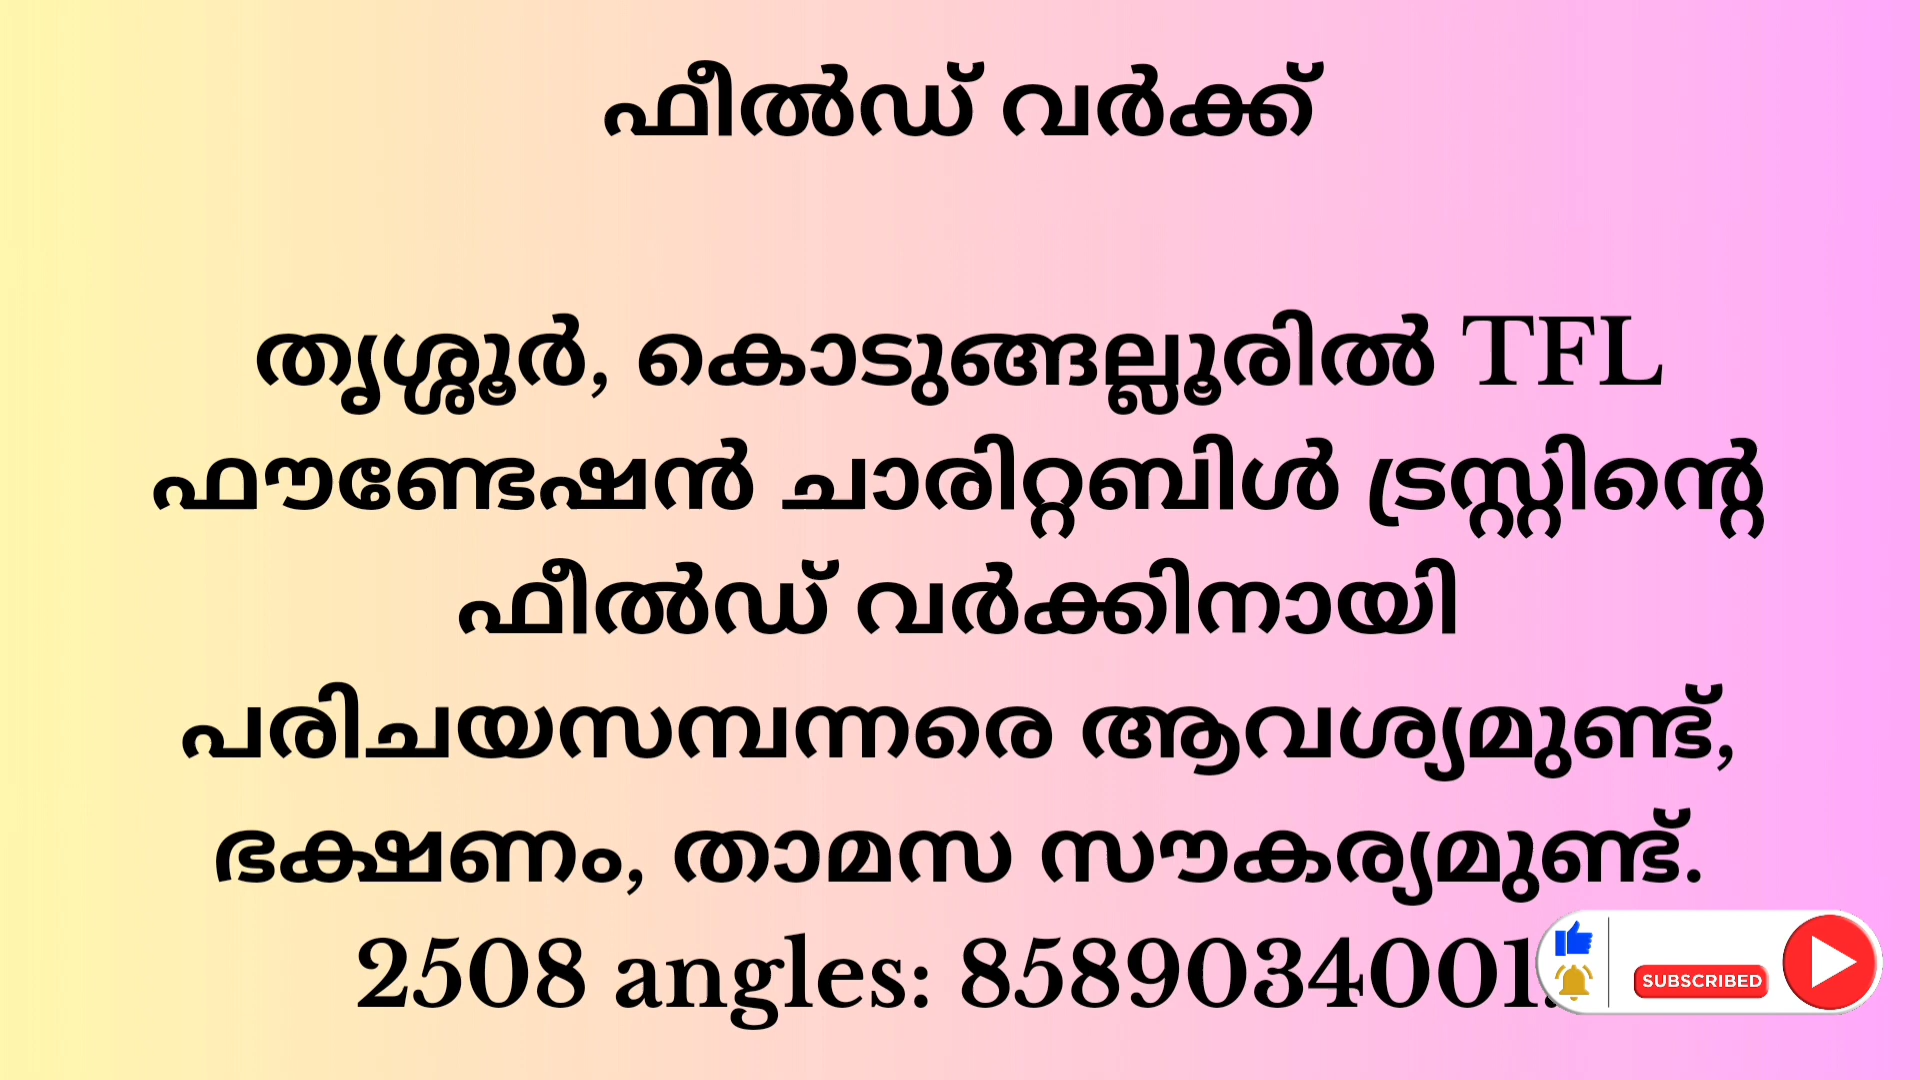 ഫീൽഡ് വർക്ക്
തൃശ്ശൂർ, കൊടുങ്ങല്ലൂരിൽ TFL
ഫൗണ്ടേഷൻ ചാരിറ്റബിൾ ട്രസ്റ്റിന്റെ
ഫീൽഡ് വർക്കിനായി
പരിചയസമ്പന്നരെ ആവശ്യമുണ്ട്,
ഭക്ഷണം, താമസ സൗകര്യമുണ്ട്.
2508 angles: 8589034001.
SUBSCRIBED